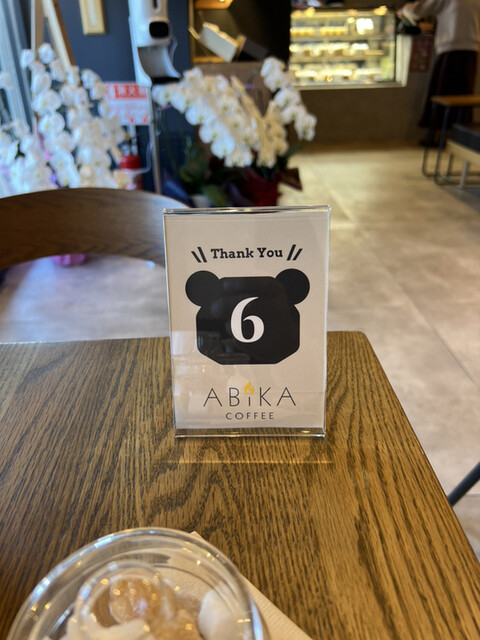 \\ Thank You //
6
ABiKA
COFFEE